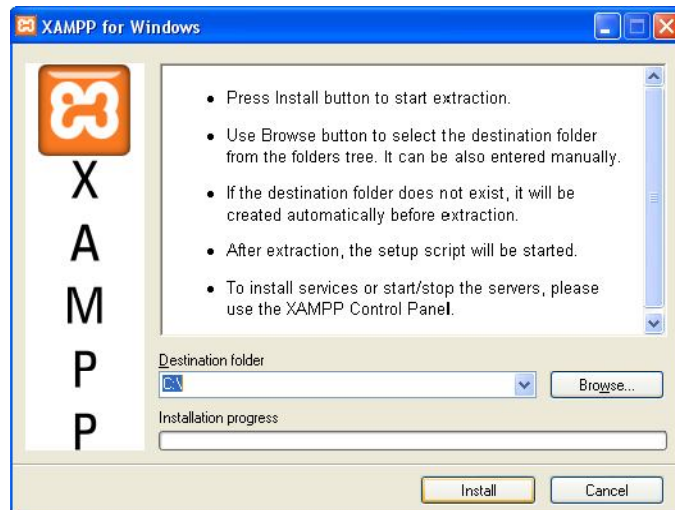 XAMPP for Windows
X
A
M
P
P
• Press Install button to start extraction.
• Use Browse button to select the destination folder
from the folders tree. It can be also entered manually.
• If the destination folder does not exist, it will be
created automatically before extraction.
• After extraction, the setup script will be started.
• To install services or start/stop the servers, please
use the XAMPP Control Panel.
Destination folder
C:\
Browse...
Installation progress
Install
Cancel